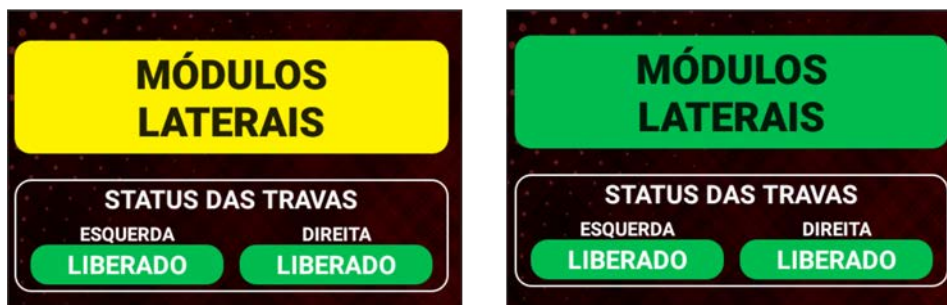 MÓDULOS
LATERAIS
STATUS DAS TRAVAS
ESQUERDA DIREITA
LIBERADO LIBERADO
MÓDULOS
LATERAIS
STATUS DAS TRAVAS
ESQUERDA DIREITA
LIBERADO LIBERADO